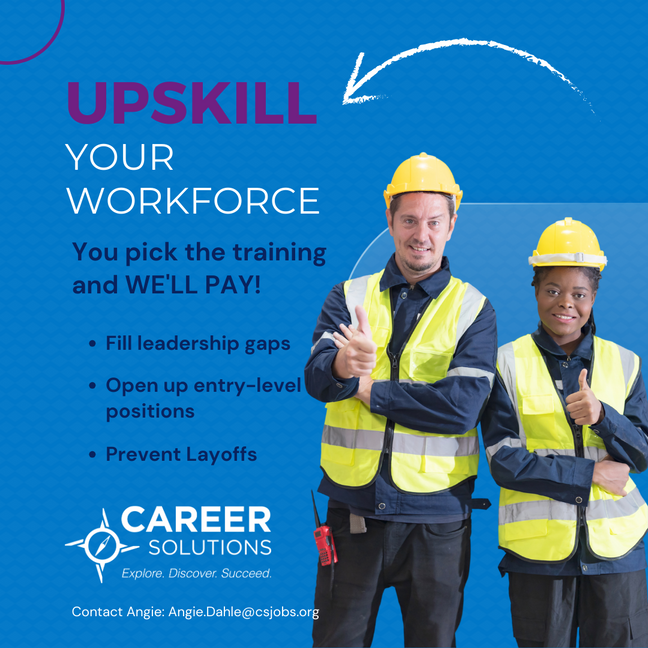 UPSKILL
YOUR
WORKFORCE
You pick the training
and WE'LL PAY!
• Fill leadership gaps
• Open up entry-level
positions
• Prevent Layoffs
CAREER
SOLUTIONS
Explore. Discover. Succeed.
Contact Angie: Angie.Dahle@csjobs.org